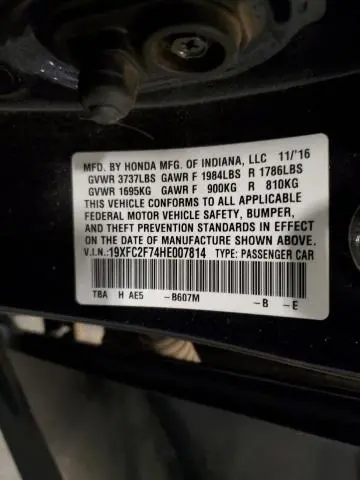 MFD. BY HONDA MFG. OF INDIANA, LLC 11/'16
GVWR 3737LBS GAWR F 1984LBS R 1786LBS
GVWR 1695KG GAWR F 900KG R 810KG
THIS VEHICLE CONFORMS TO ALL APPLICABLE
FEDERAL MOTOR VEHICLE SAFETY, BUMPER,
AND THEFT PREVENTION STANDARDS IN EFFECT
ON THE DATE OF MANUFACTURE SHOWN ABOVE.
V.I.N.:19XFC2F74HE007814 TYPE: PASSENGER CAR
TBA H AE5 -B607M -B -E